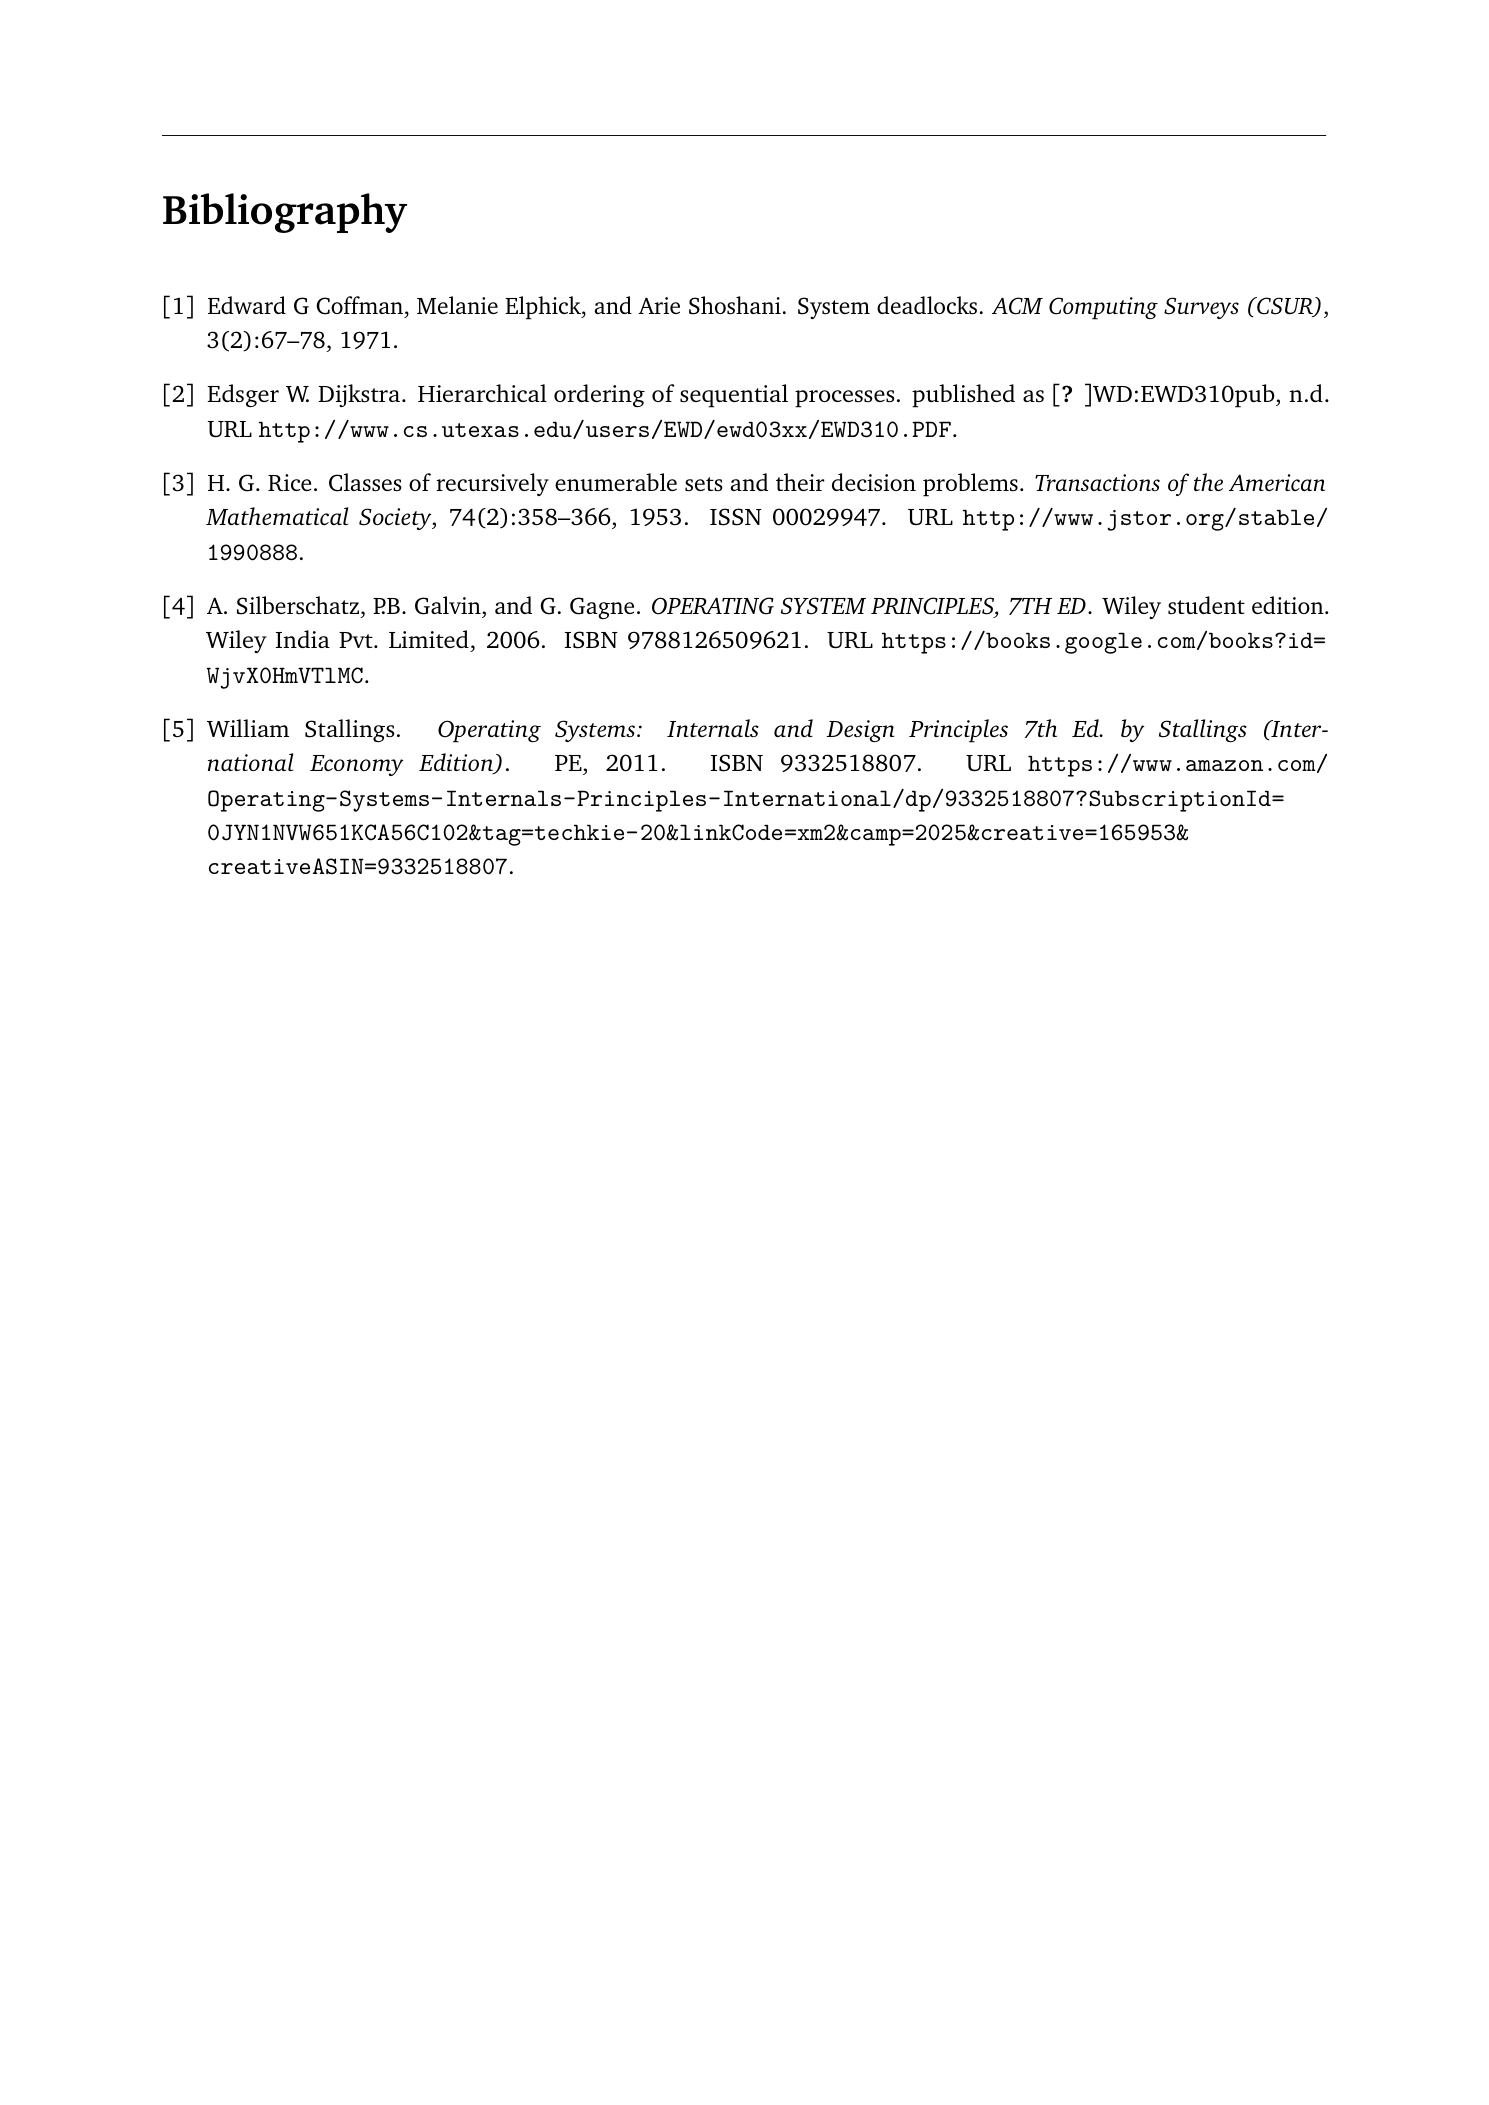 Bibliography
[1] Edward G Coffman, Melanie Elphick, and Arie Shoshani. System deadlocks. ACM Computing Surveys (CSUR),
3(2):67–78, 1971.
[2] Edsger W. Dijkstra. Hierarchical ordering of sequential processes. published as [? ]WD:EWD310pub, n.d.
URL http://www.cs.utexas.edu/users/EWD/ewd03xx/EWD310.PDF.
[3] H. G. Rice. Classes of recursively enumerable sets and their decision problems. Transactions of the American
Mathematical Society, 74(2):358–366, 1953. ISSN 00029947. URL http://www.jstor.org/stable/
1990888.
[4] A. Silberschatz, P.B. Galvin, and G. Gagne. OPERATING SYSTEM PRINCIPLES, 7TH ED. Wiley student edition.
Wiley India Pvt. Limited, 2006. ISBN 9788126509621. URL https://books.google.com/books?id=
WjvX0HmVTlMC.
[5] William Stallings. Operating Systems: Internals and Design Principles 7th Ed. by Stallings (Inter-
national Economy Edition). PE, 2011. ISBN 9332518807. URL https://www.amazon.com/
Operating-Systems-Internals-Principles-International/dp/9332518807?SubscriptionId=
0JYN1NVW651KCA56C102&tag=techkie-20&linkCode=xm2&camp=2025&creative=165953&
creativeASIN=9332518807.